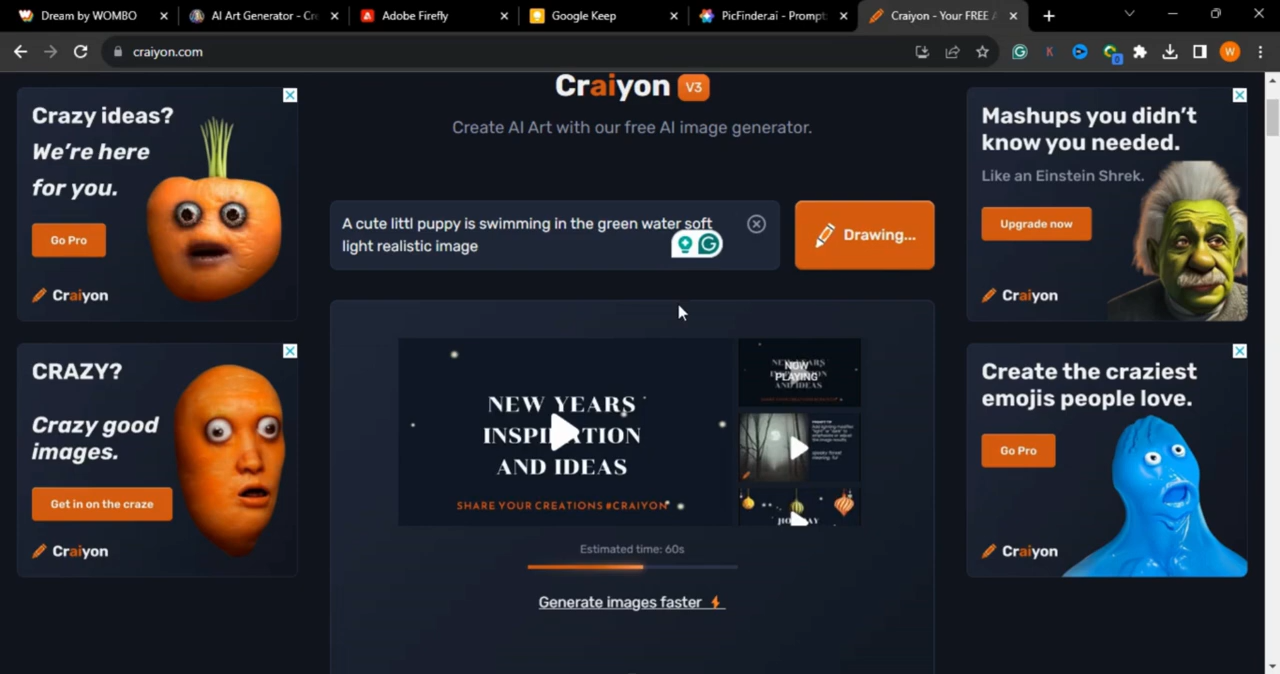 Dream by WOMBO
AI Art Generator - Cre
Adobe Firefly
Google Keep
PicFinder.ai - Prompt
Craiyon - Your FREE A
craiyon.com
W
Craiyon V3
Create AI Art with our free AI image generator.
A cute littl puppy is swimming in the green water soft
light realistic image
Drawing...
Crazy ideas?
We're here
for you.
Go Pro
Craiyon
CRAZY?
Crazy good
images.
Get in on the craze
Craiyon
NEW YEARS
INSPIRATION
AND IDEAS
SHARE YOUR CREATIONS #CRAIYON
NOW
PLAYING
Estimated time: 60s
Generate images faster
Mashups you didn't
know you needed.
Like an Einstein Shrek.
Upgrade now
Craiyon
Create the craziest
emojis people love.
Go Pro
Craiyon